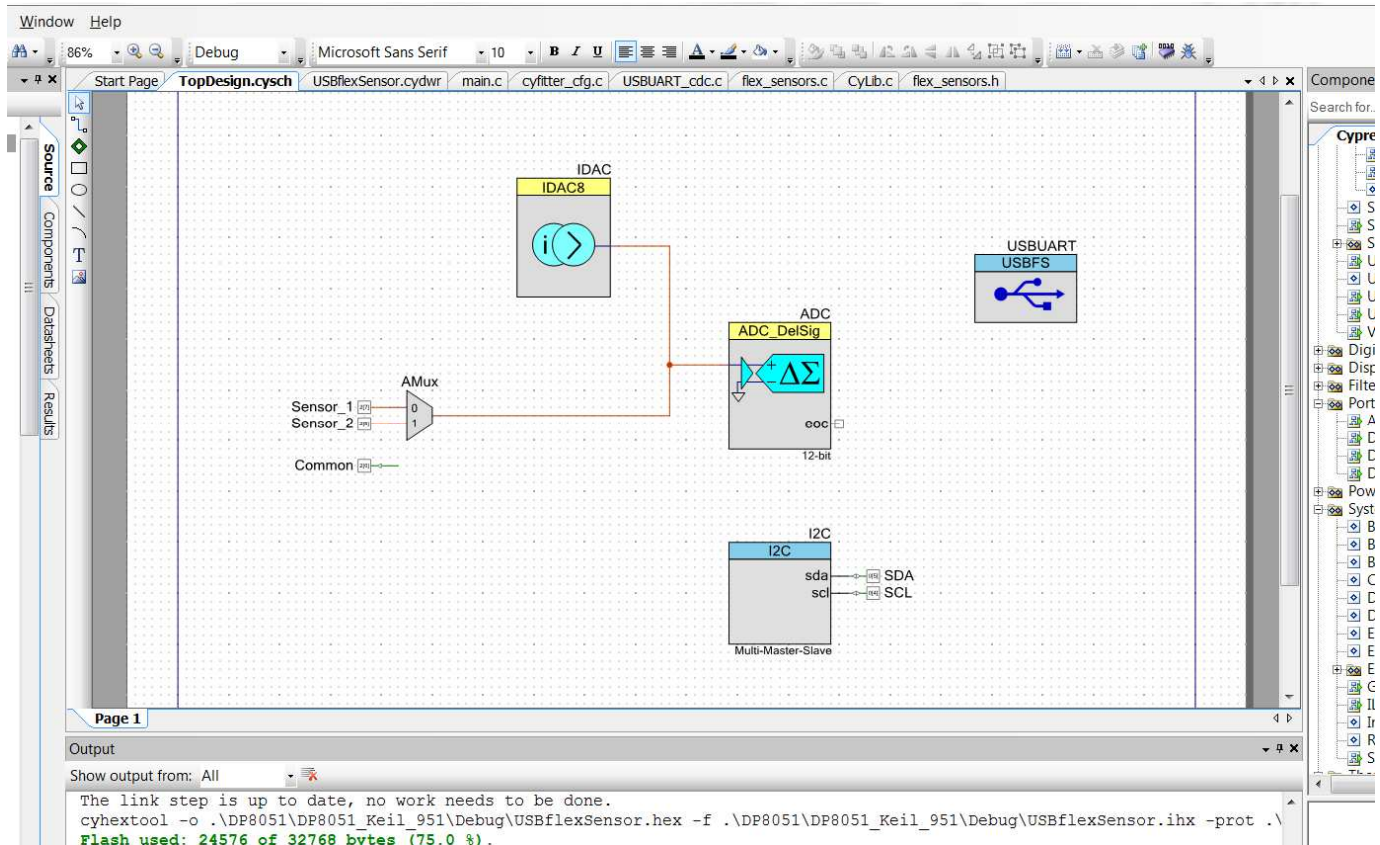 Window Help
86% Debug Microsoft Sans Serif 10 B I U A
Start Page TopDesign.cysch USBflexSensor.cydwr main.c cyfitter_cfg.c USBUART_cdc.c flex_sensors.c CyLib.c flex_sensors.h
Source
Components
Datasheets
Results
T
IDAC
IDAC8
i
USBUART
USBFS
ADC
ADC_DelSig
+
ΔΣ
−
eoc
12-bit
AMux
Sensor_1 0
Sensor_2 1
Common
I2C
I2C
sda SDA
scl SCL
Multi-Master-Slave
Page 1
Output
Show output from: All
The link step is up to date, no work needs to be done.
cyhextool -o .\DP8051\DP8051_Keil_951\Debug\USBflexSensor.hex -f .\DP8051\DP8051_Keil_951\Debug\USBflexSensor.ihx -prot .\
Flash used: 24576 of 32768 bytes (75.0 %).
Compone
Search for..
Cypre
S
S
S
U
U
U
U
V
Digi
Disp
Filte
Port
A
D
D
D
Pow
Syst
B
B
B
C
D
D
E
E
E
G
IL
In
R
S